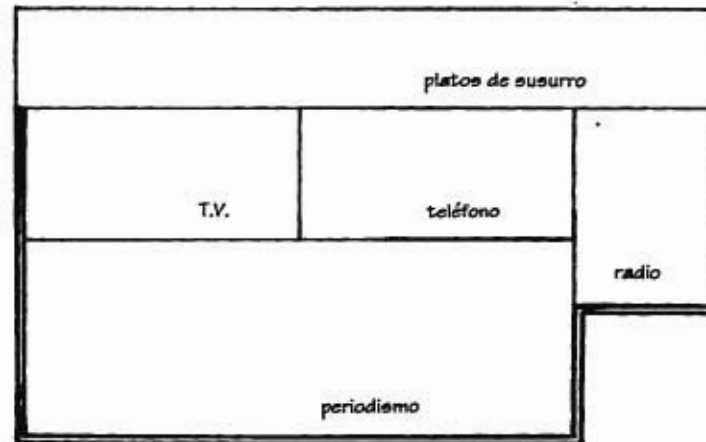 platos de susurro
T.V.
teléfono
radio
periodismo